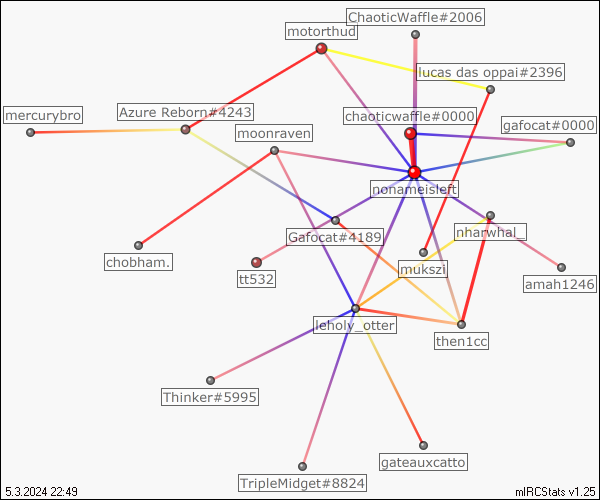 ChaoticWaffle#2006
motorthud
lucas das oppai#2396
mercurybro
Azure Reborn#4243
chaoticwaffle#0000
gafocat#0000
moonraven
nonameisleft
nharwhal_
Gafocat#4189
chobham.
tt532
mukszi
amah1246
leholy_otter
then1cc
Thinker#5995
gateauxcatto
TripleMidget#8824
5.3.2024 22:49
mIRCStats v1.25